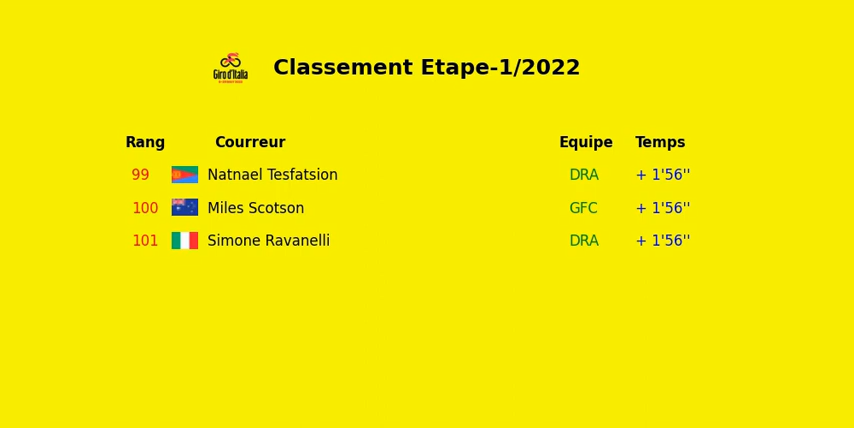 Giro d'Italia
Classement Etape-1/2022
Rang Courreur Equipe Temps
99 Natnael Tesfatsion DRA + 1'56''
100 Miles Scotson GFC + 1'56''
101 Simone Ravanelli DRA + 1'56''